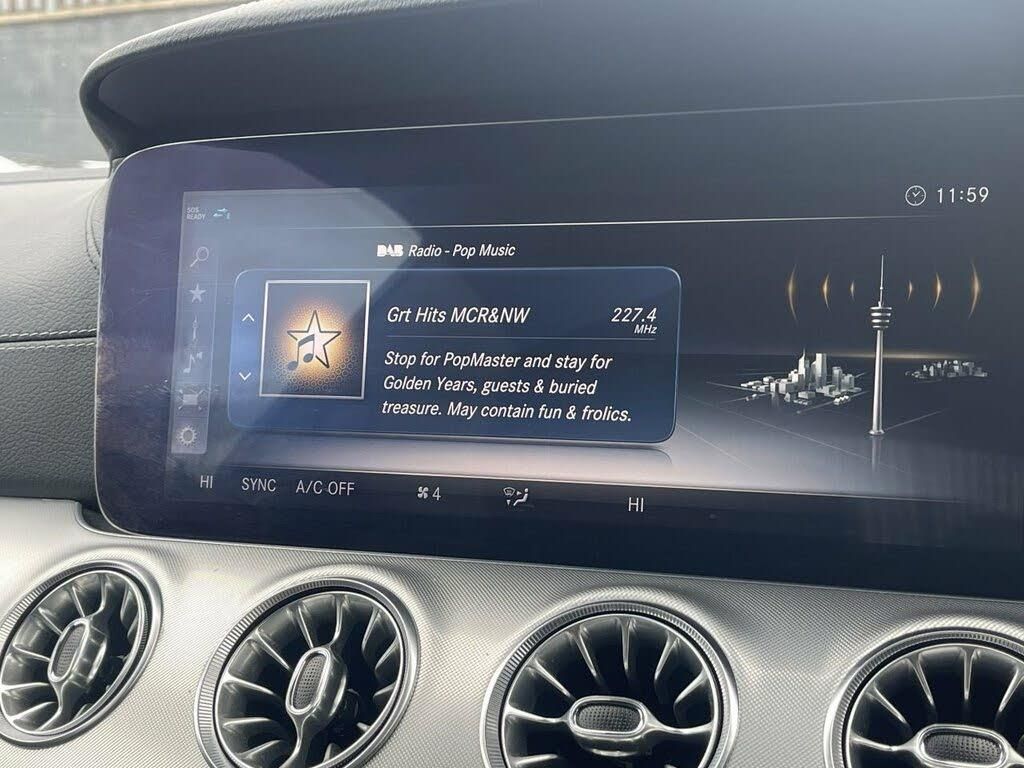 11:59
SOS
READY
DAB Radio - Pop Music
Grt Hits MCR&NW 227.4
MHz
Stop for PopMaster and stay for
Golden Years, guests & buried
treasure. May contain fun & frolics.
HI SYNC A/C OFF 4 HI